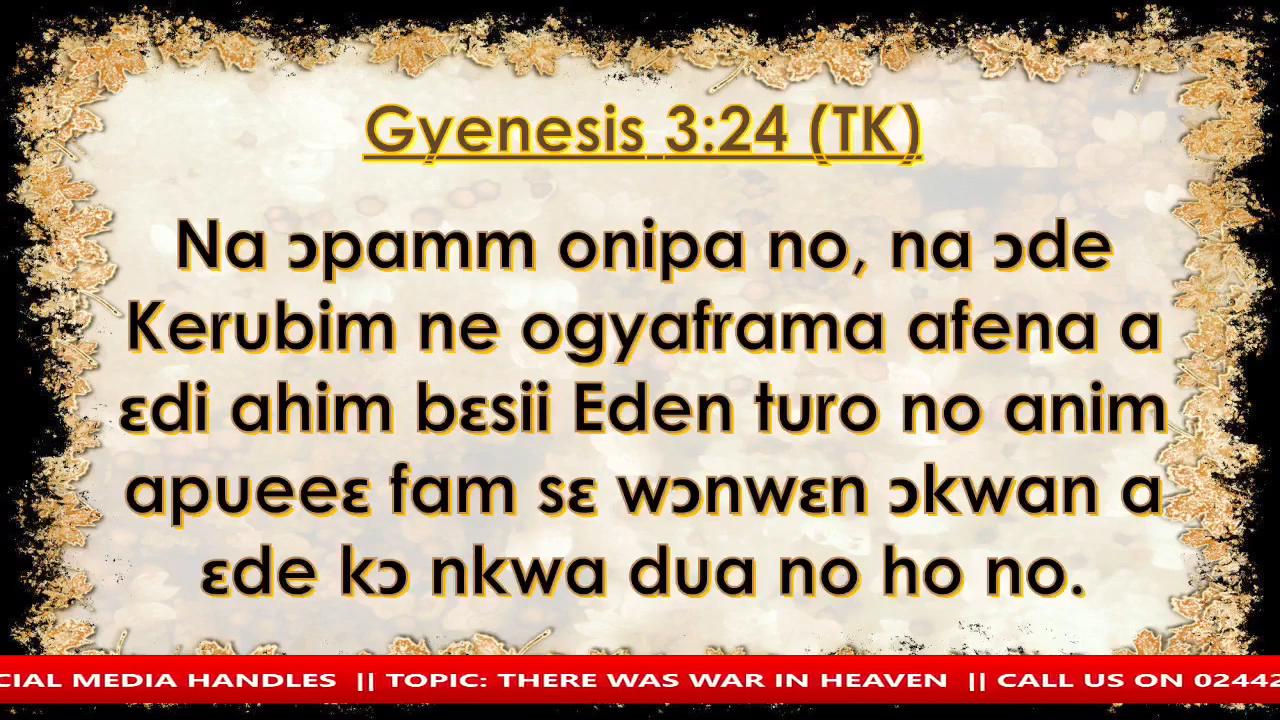 Gyenesis 3:24 (TK)
Na ɔpamm onipa no, na ɔde
Kerubim ne ogyaframa afena a
ɛdi ahim bɛsii Eden turo no anim
apueeɛ fam sɛ wɔnwɛn ɔkwan a
ɛde kɔ nkwa dua no ho no.
CIAL MEDIA HANDLES || TOPIC: THERE WAS WAR IN HEAVEN || CALL US ON 02442